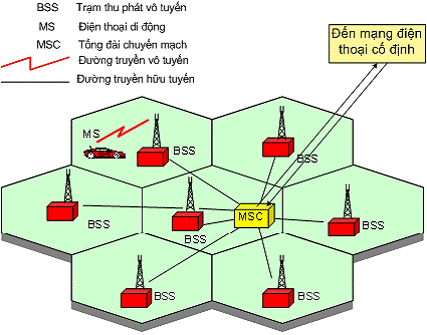 BSS Trạm thu phát vô tuyến
MS Điện thoại di động
MSC Tổng đài chuyển mạch
Đường truyền vô tuyến
Đường truyền hữu tuyến
Đến mạng điện
thoại cố định
MS
BSS
BSS
BSS
BSS
MSC
BSS
BSS
BSS